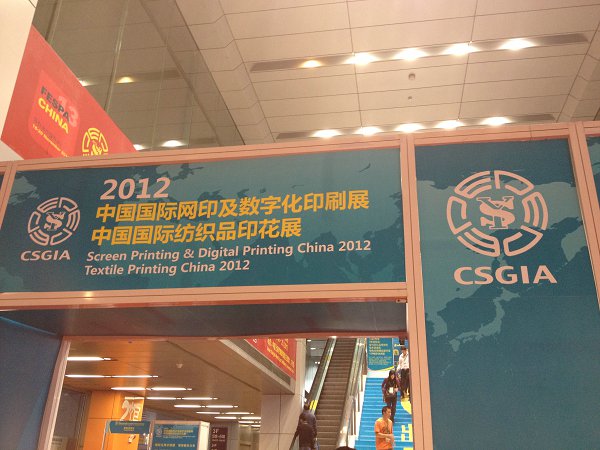 FESPA
CHINA
2012
中国国际网印及数字化印刷展
中国国际纺织品印花展
Screen Printing & Digital Printing China 2012
Textile Printing China 2012
CSGIA
CSGIA